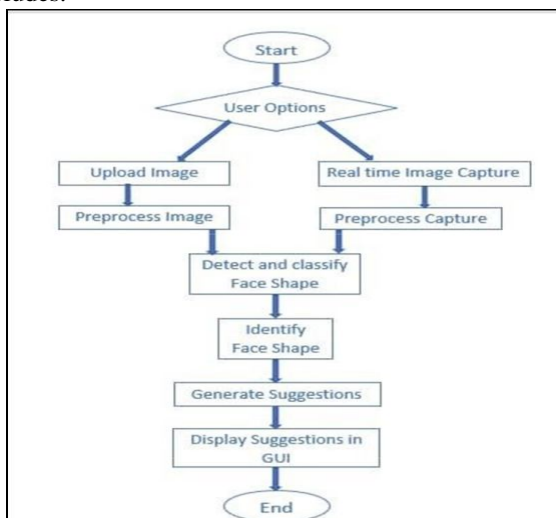 Start
User Options
Upload Image
Real time Image Capture
Preprocess Image
Preprocess Capture
Detect and classify
Face Shape
Identify
Face Shape
Generate Suggestions
Display Suggestions in
GUI
End